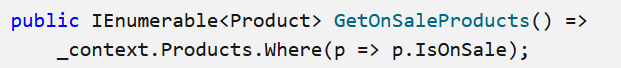 public IEnumerable<Product> GetOnSaleProducts() =>
    _context.Products.Where(p => p.IsOnSale);